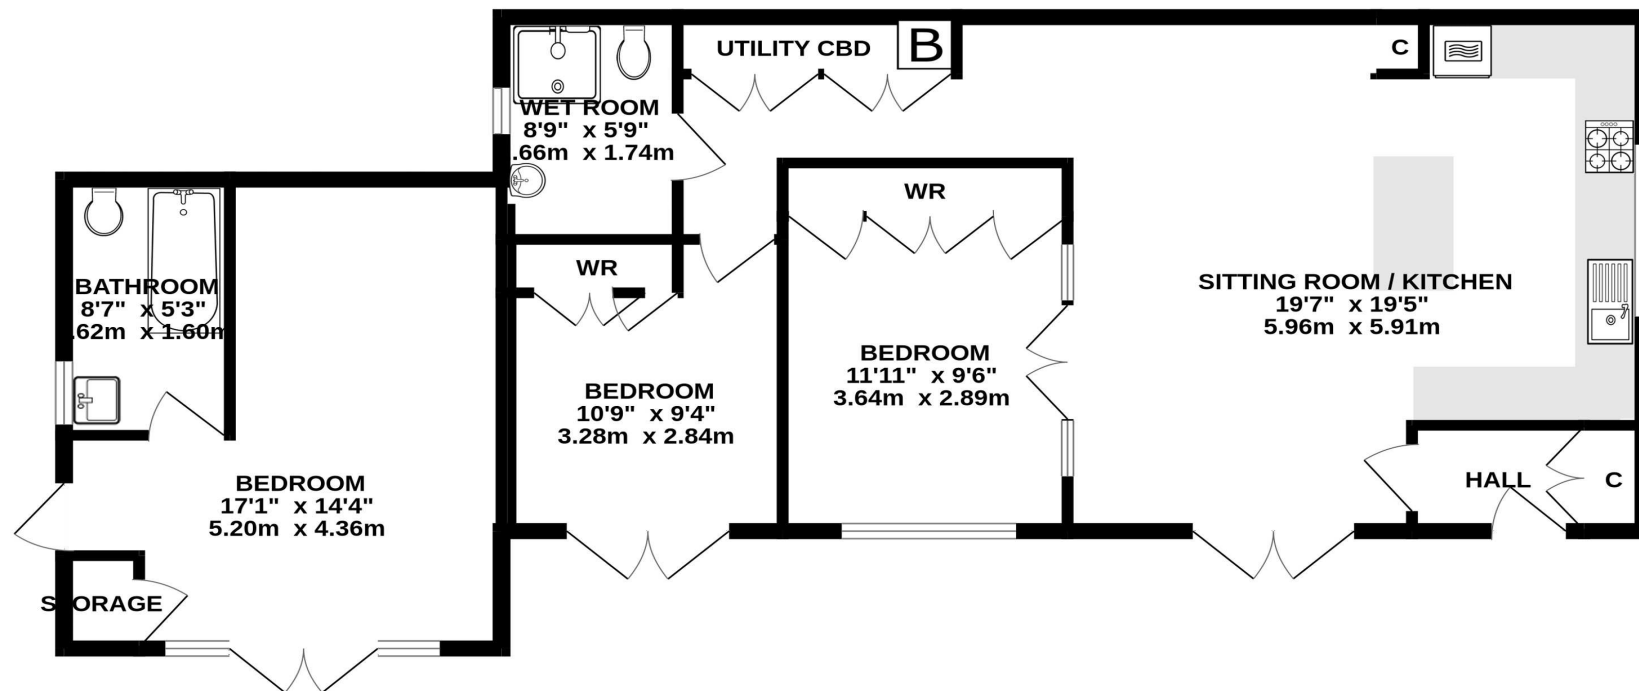 UTILITY CBD
B
C
WET ROOM
8'9" x 5'9"
.66m x 1.74m
WR
WR
BATHROOM
8'7" x 5'3"
.62m x 1.60m
SITTING ROOM / KITCHEN
19'7" x 19'5"
5.96m x 5.91m
BEDROOM
11'11" x 9'6"
3.64m x 2.89m
BEDROOM
10'9" x 9'4"
3.28m x 2.84m
BEDROOM
17'1" x 14'4"
5.20m x 4.36m
HALL
C
STORAGE